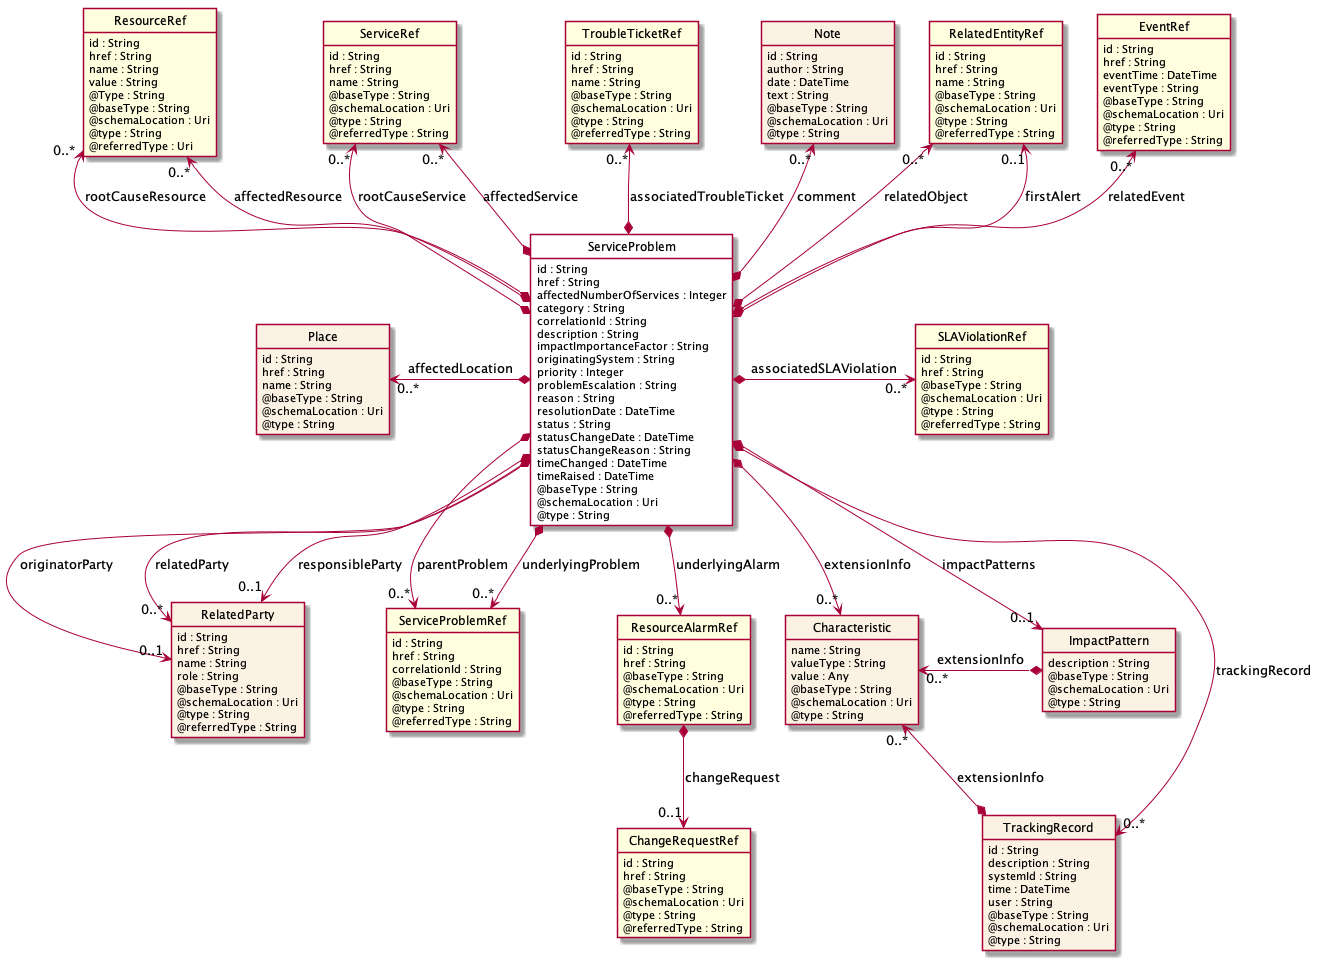 ResourceRef
id : String
href : String
name : String
value : String
@Type : String
@baseType : String
@schemaLocation : Uri
@type : String
@referredType : Uri
ServiceRef
id : String
href : String
name : String
@baseType : String
@schemaLocation : Uri
@type : String
@referredType : String
TroubleTicketRef
id : String
href : String
name : String
@baseType : String
@schemaLocation : Uri
@type : String
@referredType : String
Note
id : String
author : String
date : DateTime
text : String
@baseType : String
@schemaLocation : Uri
@type : String
RelatedEntityRef
id : String
href : String
name : String
@baseType : String
@schemaLocation : Uri
@type : String
@referredType : String
EventRef
id : String
href : String
eventTime : DateTime
eventType : String
@baseType : String
@schemaLocation : Uri
@type : String
@referredType : String
0..*
0..*
0..*
0..*
0..*
0..*
0..*
0..1
0..*
rootCauseResource
affectedResource
rootCauseService
affectedService
associatedTroubleTicket
comment
relatedObject
firstAlert
relatedEvent
ServiceProblem
id : String
href : String
affectedNumberOfServices : Integer
category : String
correlationId : String
description : String
impactImportanceFactor : String
originatingSystem : String
priority : Integer
problemEscalation : String
reason : String
resolutionDate : DateTime
status : String
statusChangeDate : DateTime
statusChangeReason : String
timeChanged : DateTime
timeRaised : DateTime
@baseType : String
@schemaLocation : Uri
@type : String
Place
id : String
href : String
name : String
@baseType : String
@schemaLocation : Uri
@type : String
affectedLocation
0..*
associatedSLAViolation
0..*
SLAViolationRef
id : String
href : String
@baseType : String
@schemaLocation : Uri
@type : String
@referredType : String
originatorParty
relatedParty
responsibleParty
parentProblem
underlyingProblem
underlyingAlarm
extensionInfo
impactPatterns
trackingRecord
0..1
0..*
0..1
0..*
0..*
0..*
0..*
0..1
0..*
RelatedParty
id : String
href : String
name : String
role : String
@baseType : String
@schemaLocation : Uri
@type : String
@referredType : String
ServiceProblemRef
id : String
href : String
correlationId : String
@baseType : String
@schemaLocation : Uri
@type : String
@referredType : String
ResourceAlarmRef
id : String
href : String
@baseType : String
@schemaLocation : Uri
@type : String
@referredType : String
Characteristic
name : String
valueType : String
value : Any
@baseType : String
@schemaLocation : Uri
@type : String
extensionInfo
0..*
ImpactPattern
description : String
@baseType : String
@schemaLocation : Uri
@type : String
0..*
changeRequest
extensionInfo
0..1
ChangeRequestRef
id : String
href : String
@baseType : String
@schemaLocation : Uri
@type : String
@referredType : String
TrackingRecord
id : String
description : String
systemId : String
time : DateTime
user : String
@baseType : String
@schemaLocation : Uri
@type : String